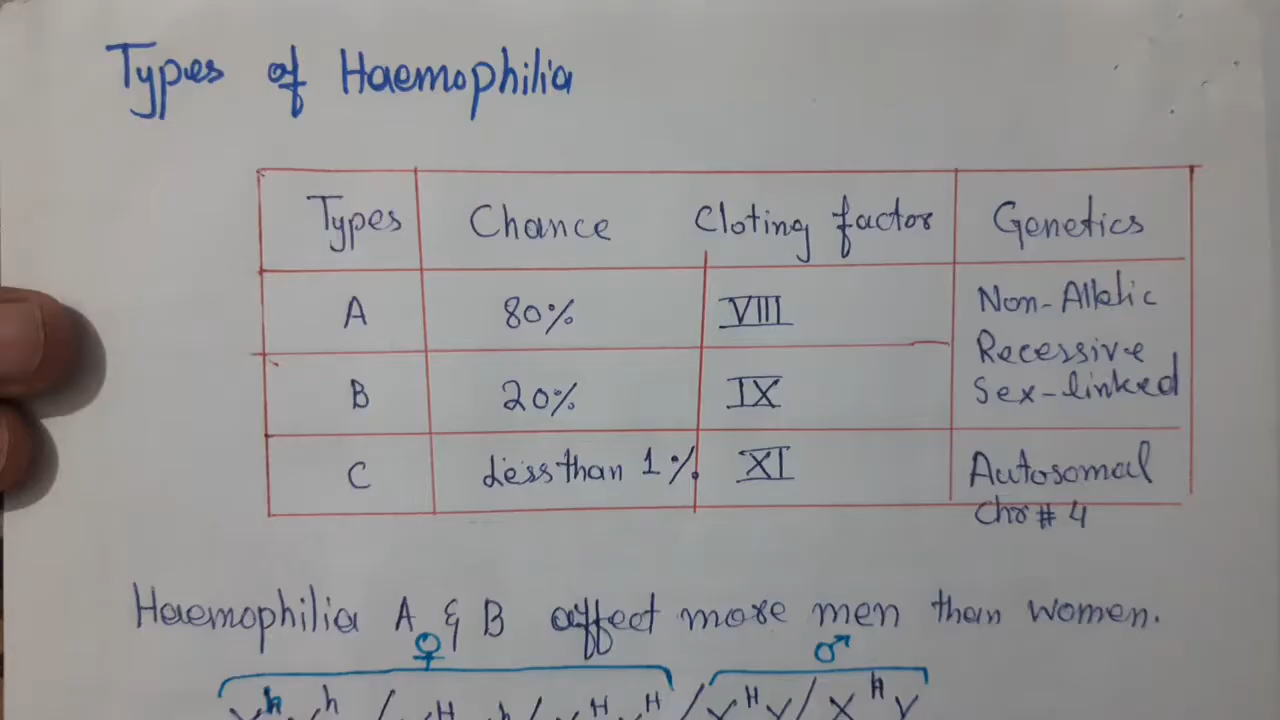 Types of Haemophilia
Types Chance Cloting factor Genetics
A 80% VIII Non-Allelic
Recessive
B 20% IX Sex-linked
C Less than 1% XI Autosomal
Chr # 4
Haemophilia A & B affect more men than women.
♀ ♂
X^h X^h / X^H X^h / X^H X^H / X^H Y / X^h Y